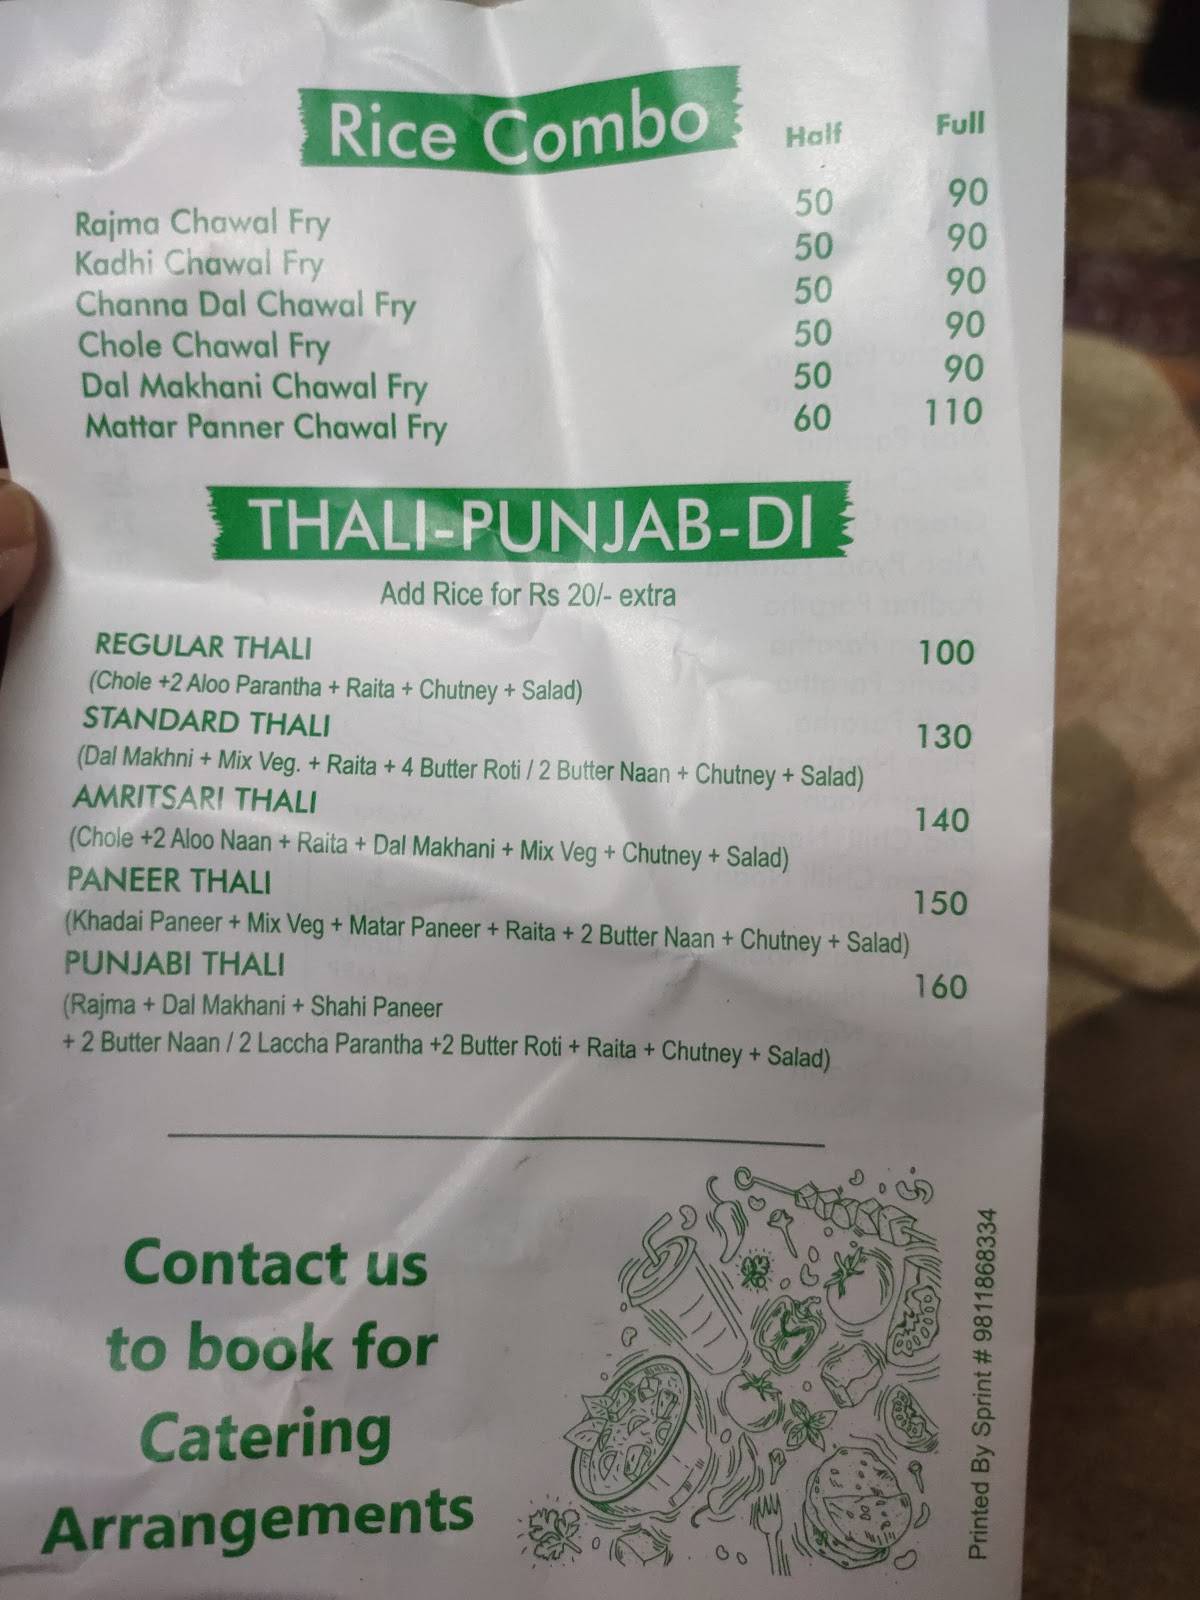 Rice Combo Half Full
Rajma Chawal Fry 50 90
Kadhi Chawal Fry 50 90
Channa Dal Chawal Fry 50 90
Chole Chawal Fry 50 90
Dal Makhani Chawal Fry 50 90
Mattar Panner Chawal Fry 60 110
THALI-PUNJAB-DI
Add Rice for Rs 20/- extra
REGULAR THALI 100
(Chole +2 Aloo Parantha + Raita + Chutney + Salad)
STANDARD THALI 130
(Dal Makhni + Mix Veg. + Raita + 4 Butter Roti / 2 Butter Naan + Chutney + Salad)
AMRITSARI THALI 140
(Chole +2 Aloo Naan + Raita + Dal Makhani + Mix Veg + Chutney + Salad)
PANEER THALI 150
(Khadai Paneer + Mix Veg + Matar Paneer + Raita + 2 Butter Naan + Chutney + Salad)
PUNJABI THALI 160
(Rajma + Dal Makhani + Shahi Paneer
+ 2 Butter Naan / 2 Laccha Parantha +2 Butter Roti + Raita + Chutney + Salad)
Contact us
to book for
Catering
Arrangements
Printed By Sprint # 9811868334